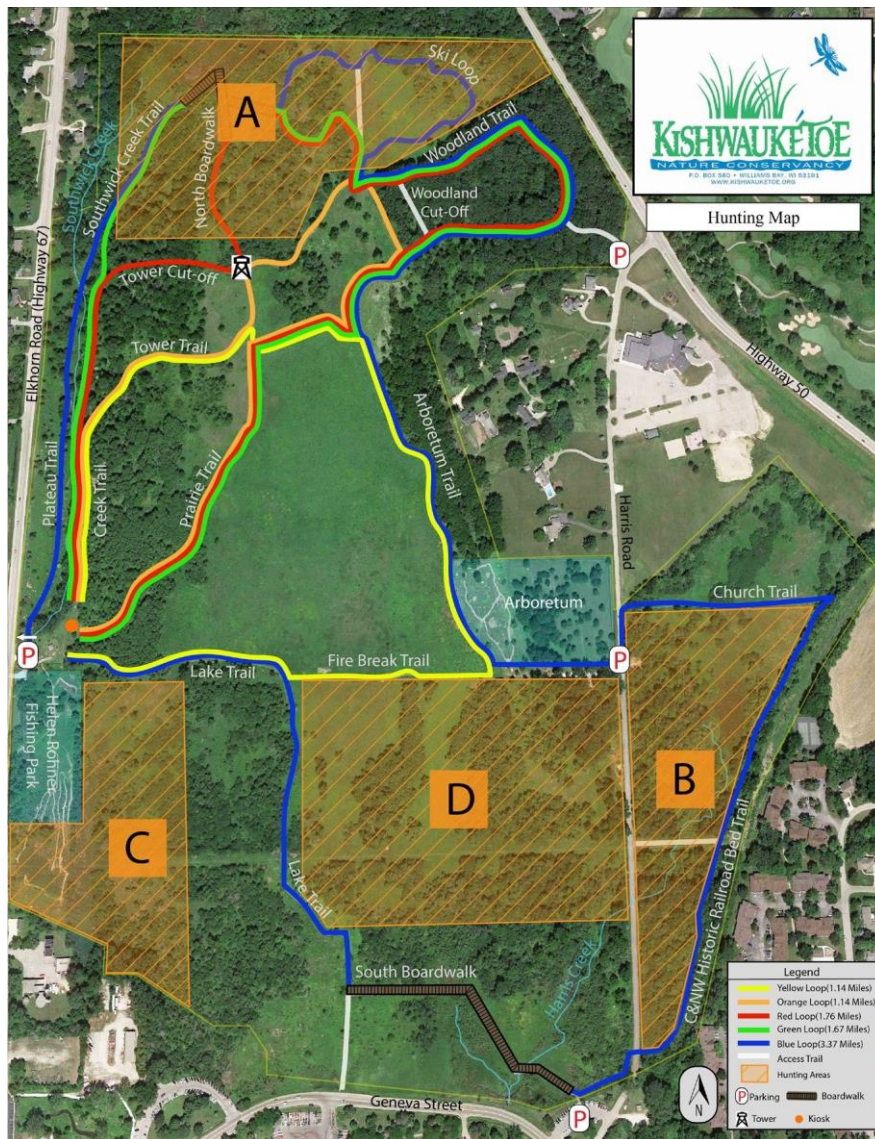 KISHWAUKÉTOE
NATURE CONSERVANCY
P.O. BOX 580 • WILLIAMS BAY, WI 53191
WWW.KISHWAUKETOE.ORG
Hunting Map
Ski Loop
A
Southwick Creek Trail
Southwick Creek
North Boardwalk
Woodland Trail
Woodland
Cut-Off
P
Tower Cut-off
Elkhorn Road (Highway 67)
Tower Trail
Highway 50
Arboretum Trail
Plateau Trail
Creek Trail
Prairie Trail
Harris Road
Arboretum
Church Trail
P
P
Lake Trail
Fire Break Trail
Helen Rohner
Fishing Park
C
D
B
Lake Trail
C&NW Historic Railroad Bed Trail
South Boardwalk
Harris Creek
Geneva Street
P
N
Legend
Yellow Loop(1.14 Miles)
Orange Loop(1.14 Miles)
Red Loop(1.76 Miles)
Green Loop(1.67 Miles)
Blue Loop(3.37 Miles)
Access Trail
Hunting Areas
P Parking
Boardwalk
Tower
Kiosk